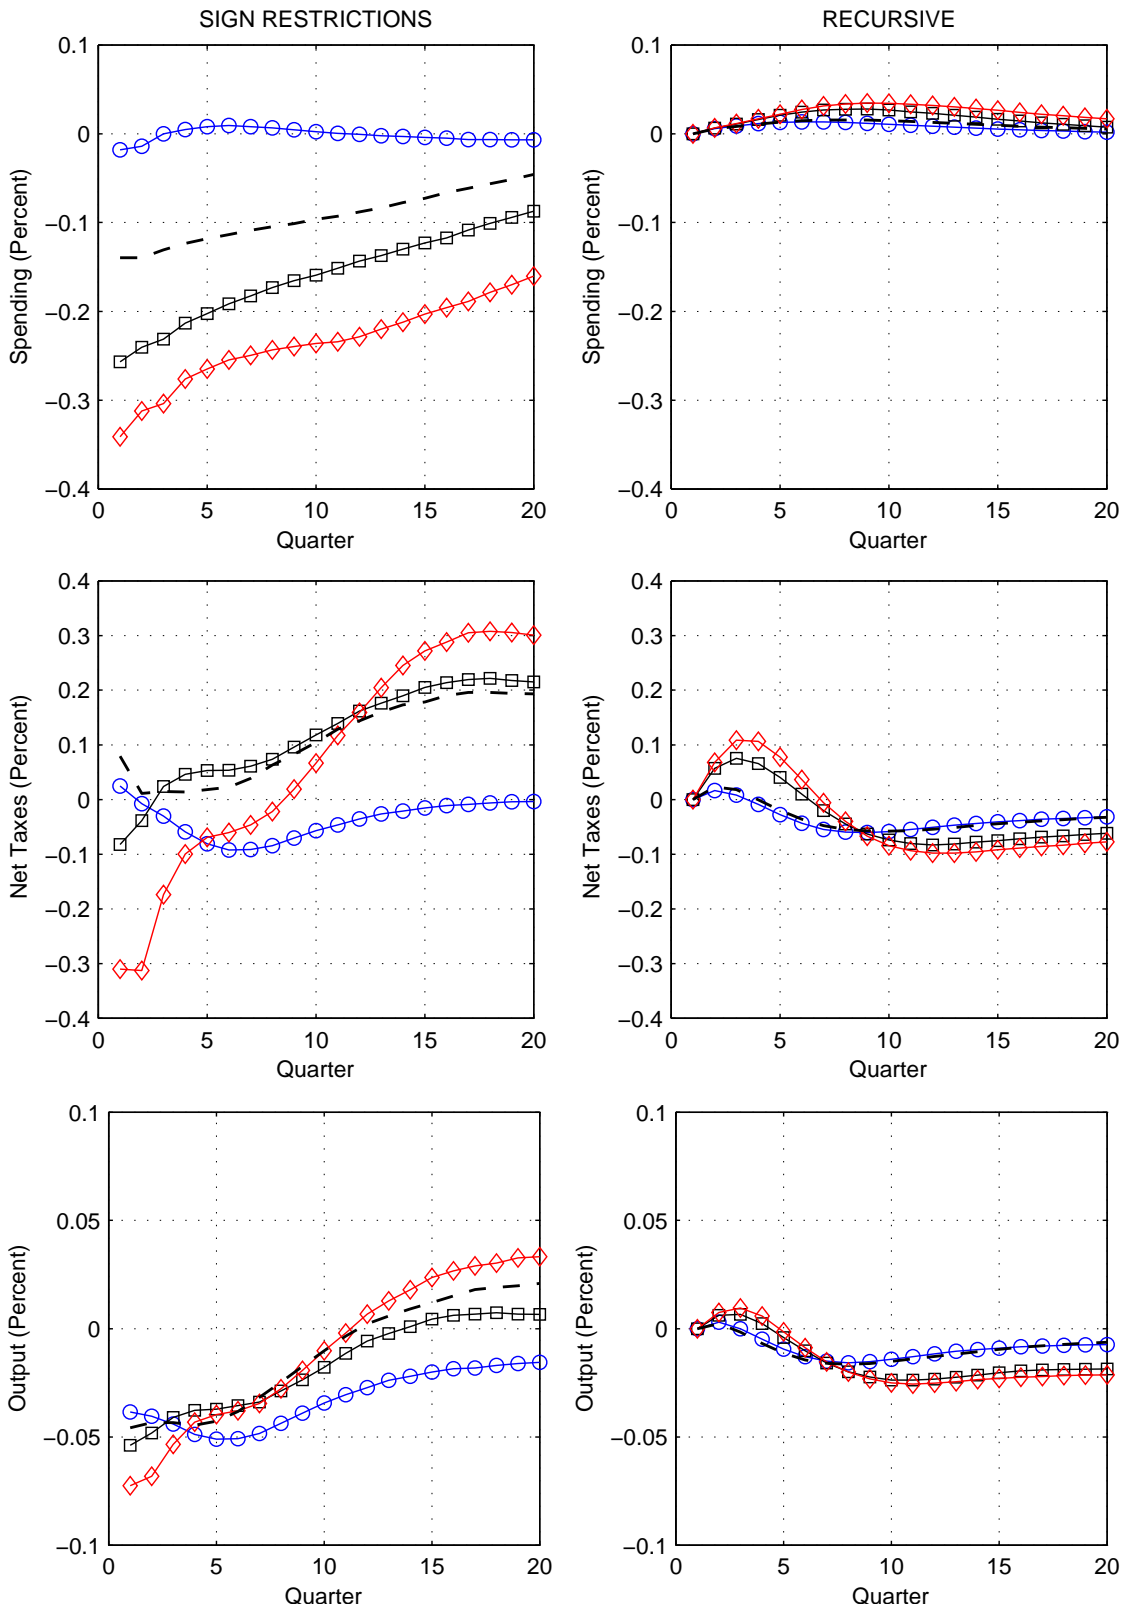 SIGN RESTRICTIONS
RECURSIVE
0.1
0
−0.1
−0.2
−0.3
−0.4
Spending (Percent)
0 5 10 15 20
Quarter
0.1
0
−0.1
−0.2
−0.3
−0.4
Spending (Percent)
0 5 10 15 20
Quarter
0.4
0.3
0.2
0.1
0
−0.1
−0.2
−0.3
−0.4
Net Taxes (Percent)
0 5 10 15 20
Quarter
0.4
0.3
0.2
0.1
0
−0.1
−0.2
−0.3
−0.4
Net Taxes (Percent)
0 5 10 15 20
Quarter
0.1
0.05
0
−0.05
−0.1
Output (Percent)
0 5 10 15 20
Quarter
0.1
0.05
0
−0.05
−0.1
Output (Percent)
0 5 10 15 20
Quarter